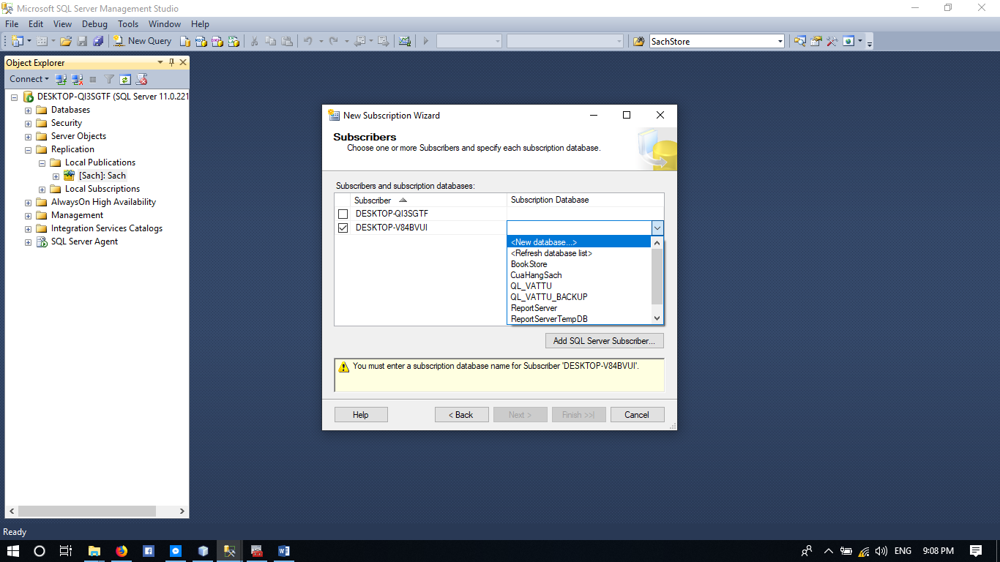 Microsoft SQL Server Management Studio
File Edit View Debug Tools Window Help
New Query SachStore
Object Explorer
Connect
DESKTOP-QI3SGTF (SQL Server 11.0.221
Databases
Security
Server Objects
Replication
Local Publications
[Sach]: Sach
Local Subscriptions
AlwaysOn High Availability
Management
Integration Services Catalogs
SQL Server Agent
New Subscription Wizard
Subscribers
Choose one or more Subscribers and specify each subscription database.
Subscribers and subscription databases:
Subscriber Subscription Database
DESKTOP-QI3SGTF
DESKTOP-V84BVUI
<New database...>
<Refresh database list>
BookStore
CuaHangSach
QL_VATTU
QL_VATTU_BACKUP
ReportServer
ReportServerTempDB
Add SQL Server Subscriber...
You must enter a subscription database name for Subscriber 'DESKTOP-V84BVUI'.
Help < Back Next > Finish >>| Cancel
Ready
ENG 9:08 PM